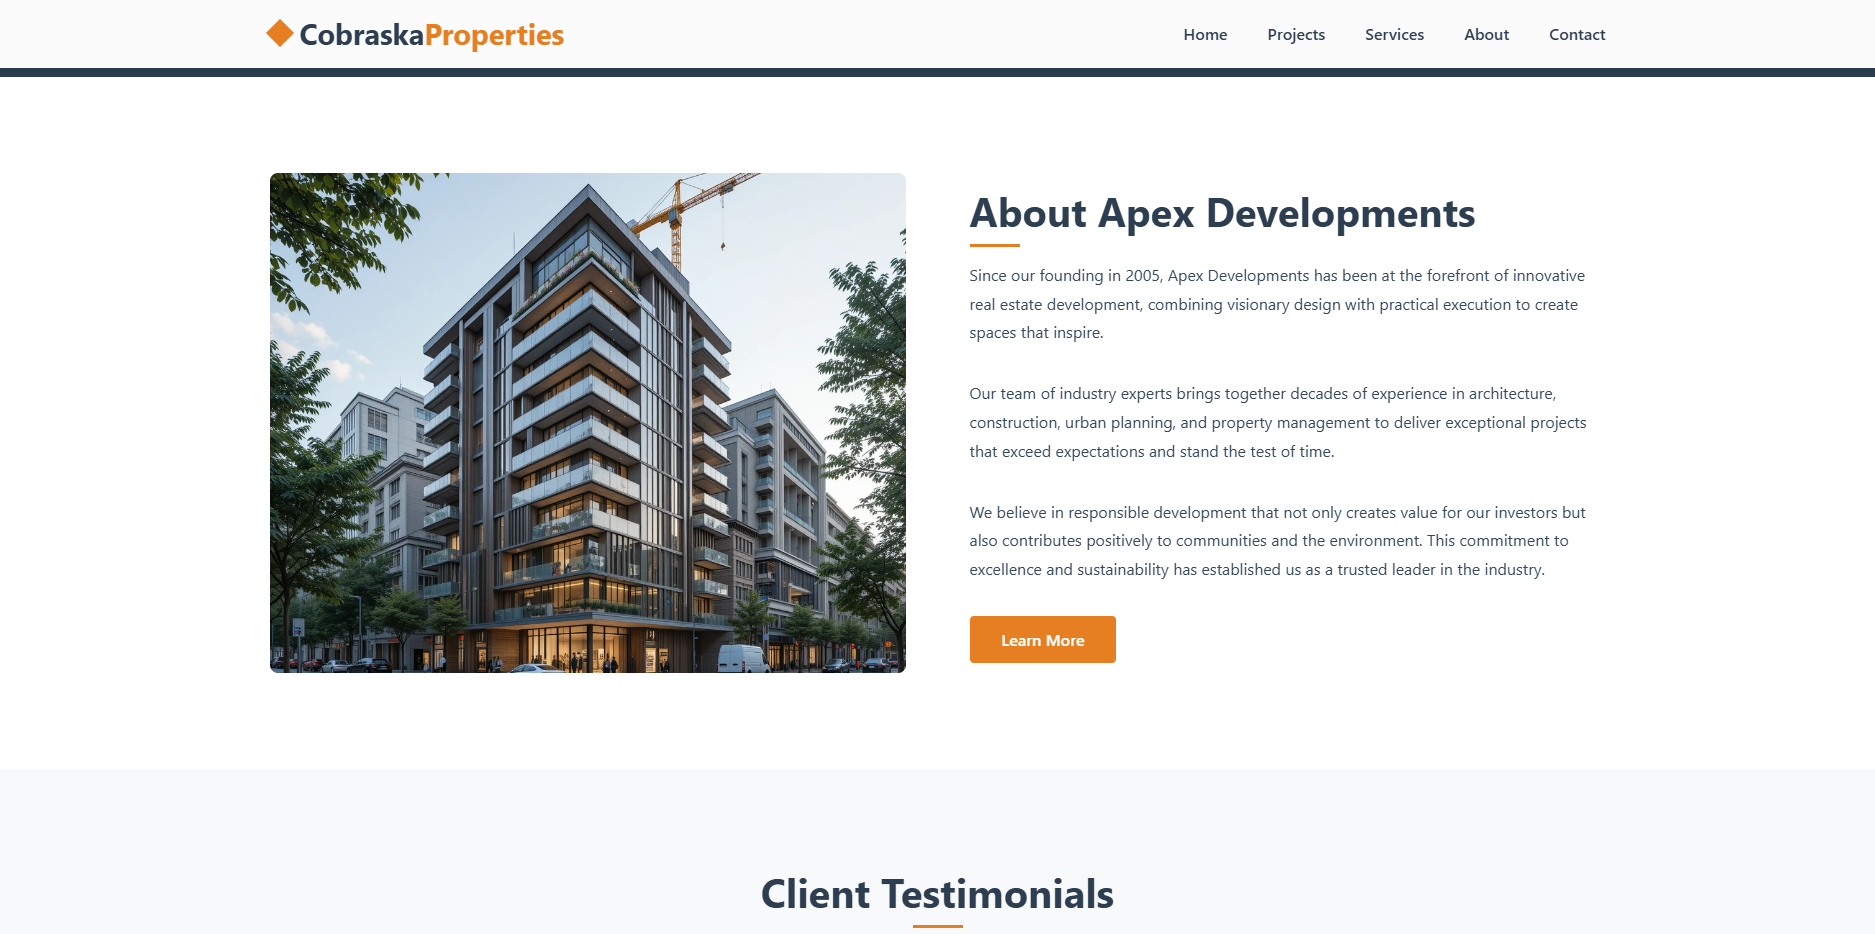 CobraskaProperties
Home Projects Services About Contact
About Apex Developments
Since our founding in 2005, Apex Developments has been at the forefront of innovative
real estate development, combining visionary design with practical execution to create
spaces that inspire.
Our team of industry experts brings together decades of experience in architecture,
construction, urban planning, and property management to deliver exceptional projects
that exceed expectations and stand the test of time.
We believe in responsible development that not only creates value for our investors but
also contributes positively to communities and the environment. This commitment to
excellence and sustainability has established us as a trusted leader in the industry.
Learn More
Client Testimonials